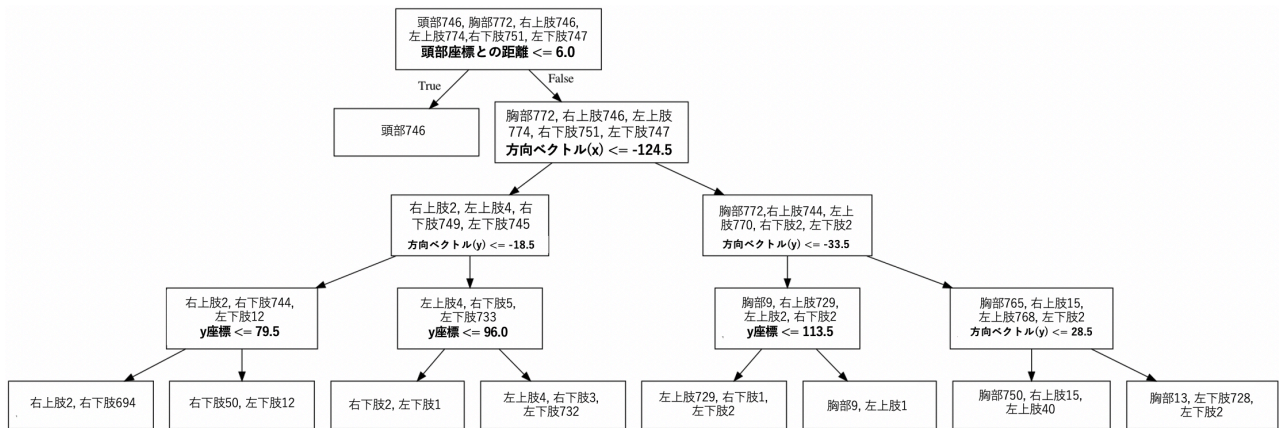 頭部746, 胸部772, 右上肢746,
左上肢774,右下肢751, 左下肢747
頭部座標との距離 <= 6.0
True
False
頭部746
胸部772, 右上肢746, 左上肢
774, 右下肢751, 左下肢747
方向ベクトル(x) <= -124.5
右上肢2, 左上肢4, 右
下肢749, 左下肢745
方向ベクトル(y) <= -18.5
胸部772,右上肢744, 左上
肢770, 右下肢2, 左下肢2
方向ベクトル(y) <= -33.5
右上肢2, 右下肢744,
左下肢12
y座標 <= 79.5
左上肢4, 右下肢5,
左下肢733
y座標 <= 96.0
胸部9, 右上肢729,
左上肢2, 右下肢2
y座標 <= 113.5
胸部765, 右上肢15,
左上肢768, 左下肢2
方向ベクトル(y) <= 28.5
右上肢2, 右下肢694
右下肢50, 左下肢12
右下肢2, 左下肢1
左上肢4, 右下肢3,
左下肢732
左上肢729, 右下肢1,
左下肢2
胸部9, 左上肢1
胸部750, 右上肢15,
左上肢40
胸部13, 左下肢728,
左下肢2